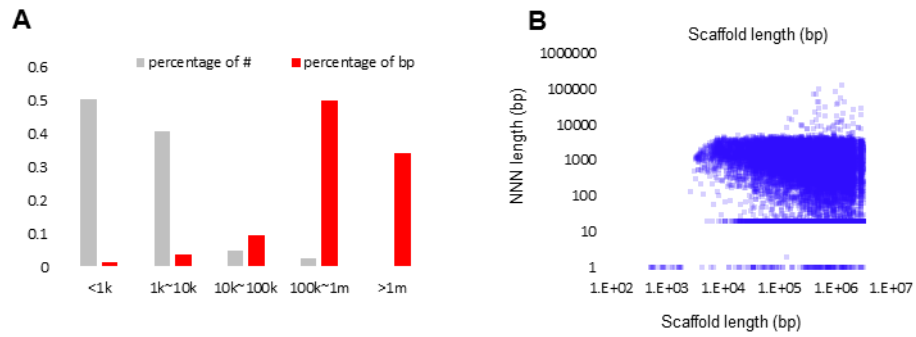 A
percentage of #
percentage of bp
0.6
0.5
0.4
0.3
0.2
0.1
0
<1k
1k~10k
10k~100k
100k~1m
>1m
B
Scaffold length (bp)
NNN length (bp)
1000000
100000
10000
1000
100
10
1
1.E+02
1.E+03
1.E+04
1.E+05
1.E+06
1.E+07
Scaffold length (bp)